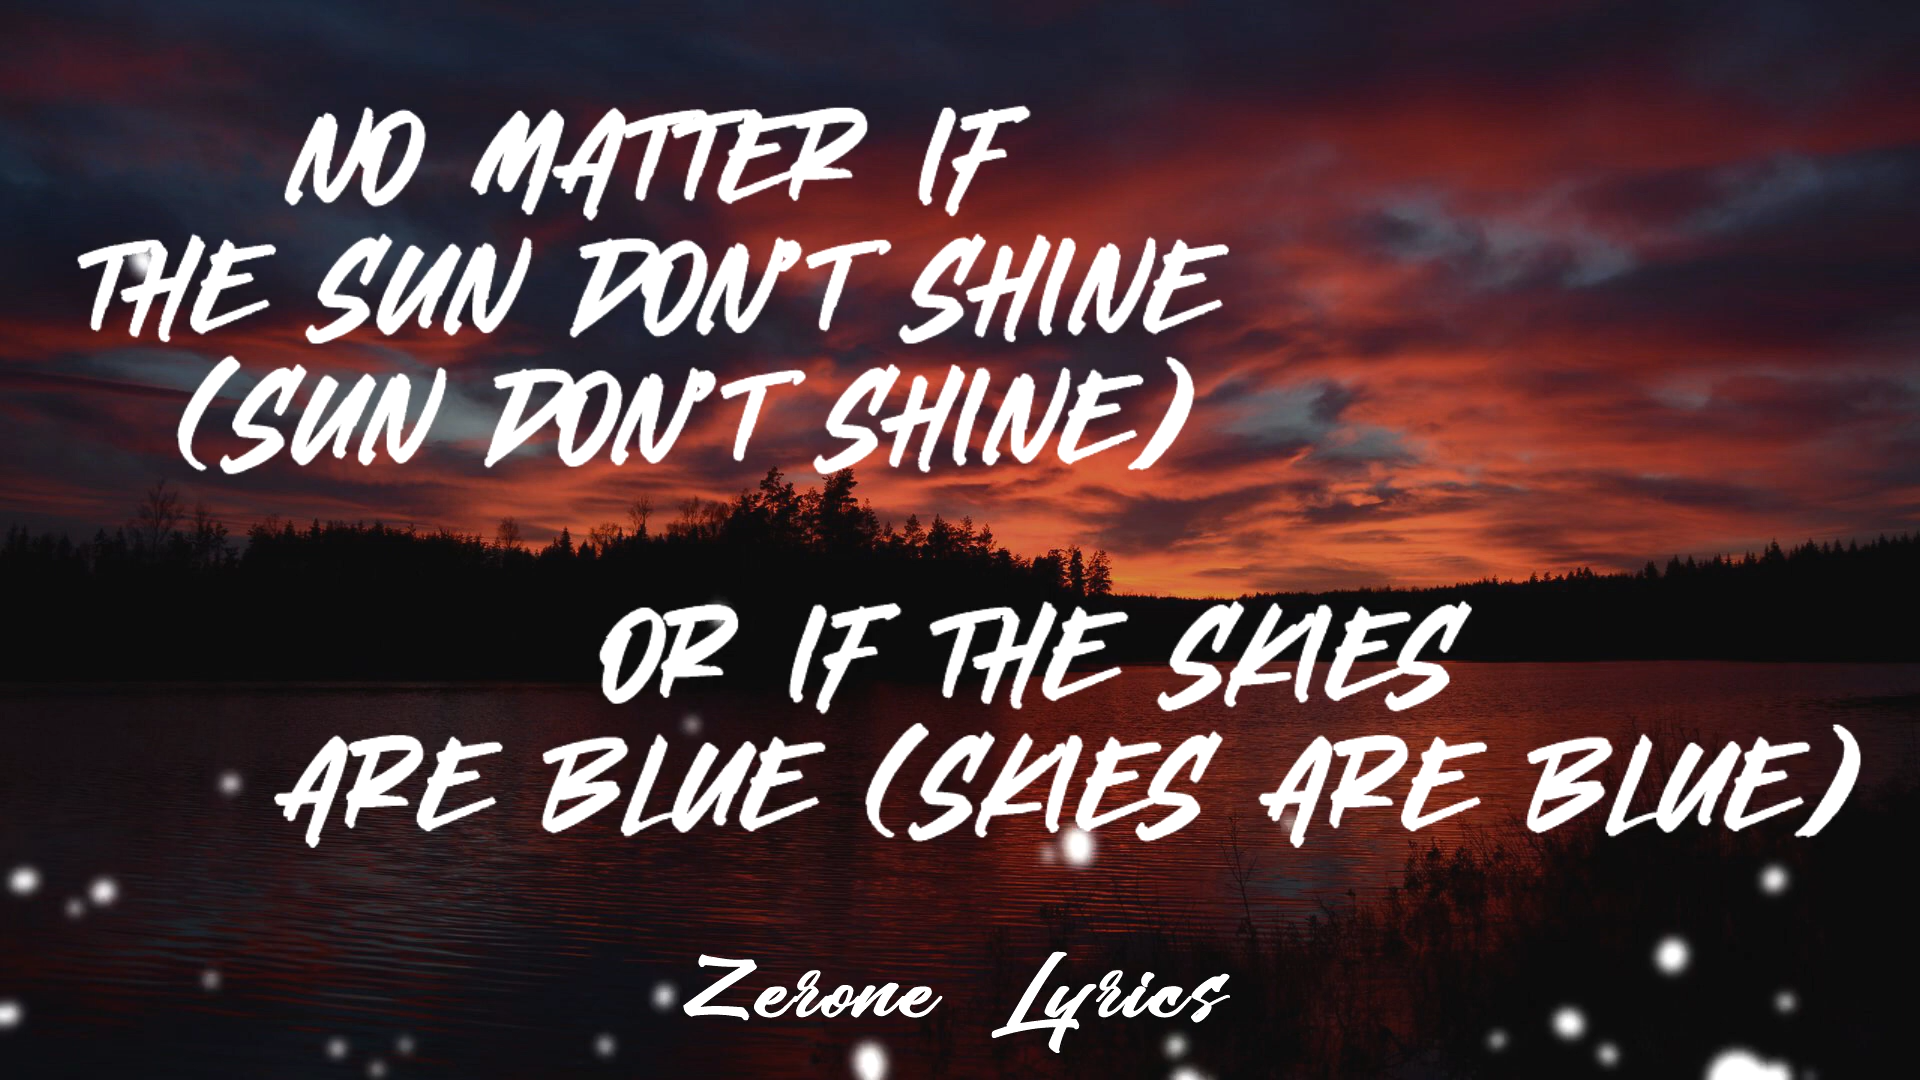 NO MATTER IF
THE SUN DON'T SHINE
(SUN DON'T SHINE)
OR IF THE SKIES
ARE BLUE (SKIES ARE BLUE)
Zerone Lyrics